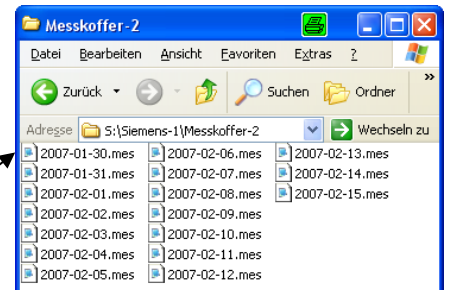 Messkoffer-2
Datei Bearbeiten Ansicht Favoriten Extras ?
Zurück Suchen Ordner »
Adresse S:\Siemens-1\Messkoffer-2 Wechseln zu
2007-01-30.mes 2007-02-06.mes 2007-02-13.mes
2007-01-31.mes 2007-02-07.mes 2007-02-14.mes
2007-02-01.mes 2007-02-08.mes 2007-02-15.mes
2007-02-02.mes 2007-02-09.mes
2007-02-03.mes 2007-02-10.mes
2007-02-04.mes 2007-02-11.mes
2007-02-05.mes 2007-02-12.mes